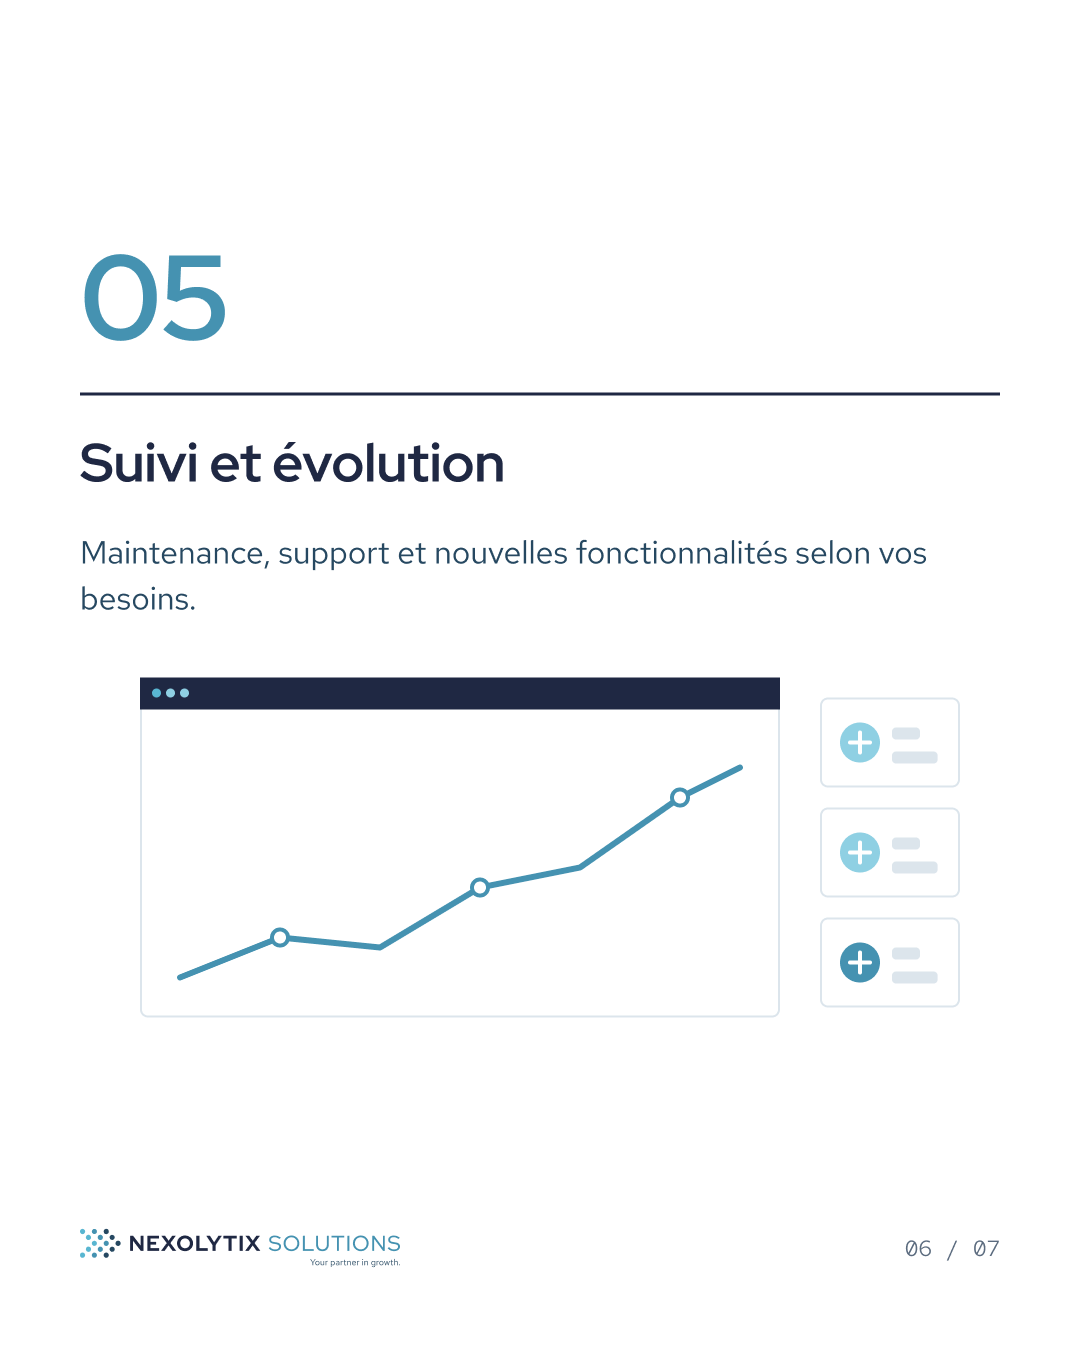 05
Suivi et évolution
Maintenance, support et nouvelles fonctionnalités selon vos
besoins.
NEXOLYTIX SOLUTIONS
Your partner in growth.
06 / 07